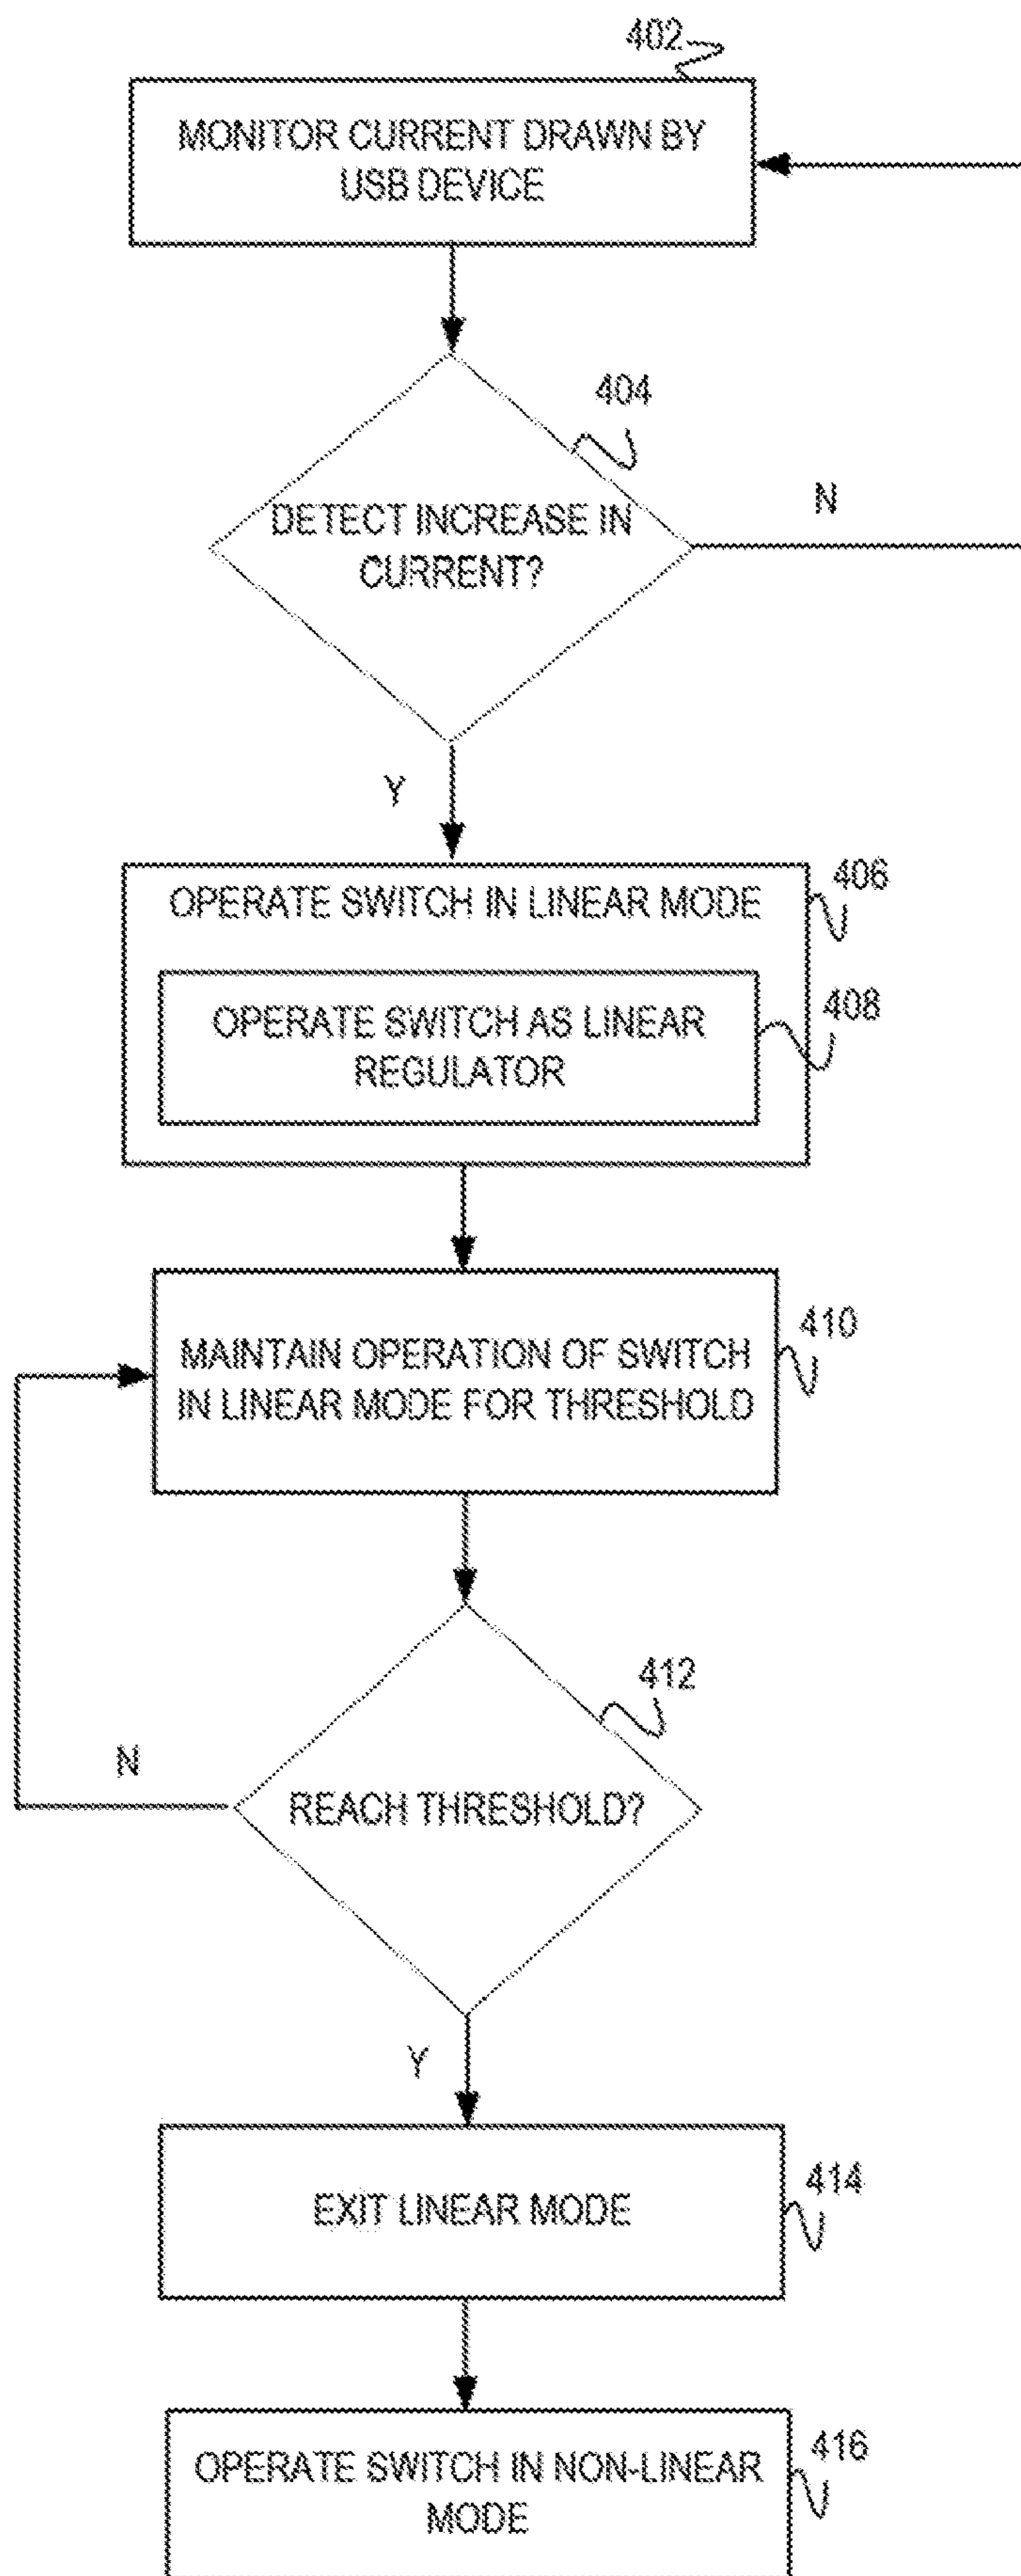 402
MONITOR CURRENT DRAWN BY
USB DEVICE
404
DETECT INCREASE IN
CURRENT?
N
Y
406
OPERATE SWITCH IN LINEAR MODE
408
OPERATE SWITCH AS LINEAR
REGULATOR
410
MAINTAIN OPERATION OF SWITCH
IN LINEAR MODE FOR THRESHOLD
412
N
REACH THRESHOLD?
Y
414
EXIT LINEAR MODE
416
OPERATE SWITCH IN NON-LINEAR
MODE